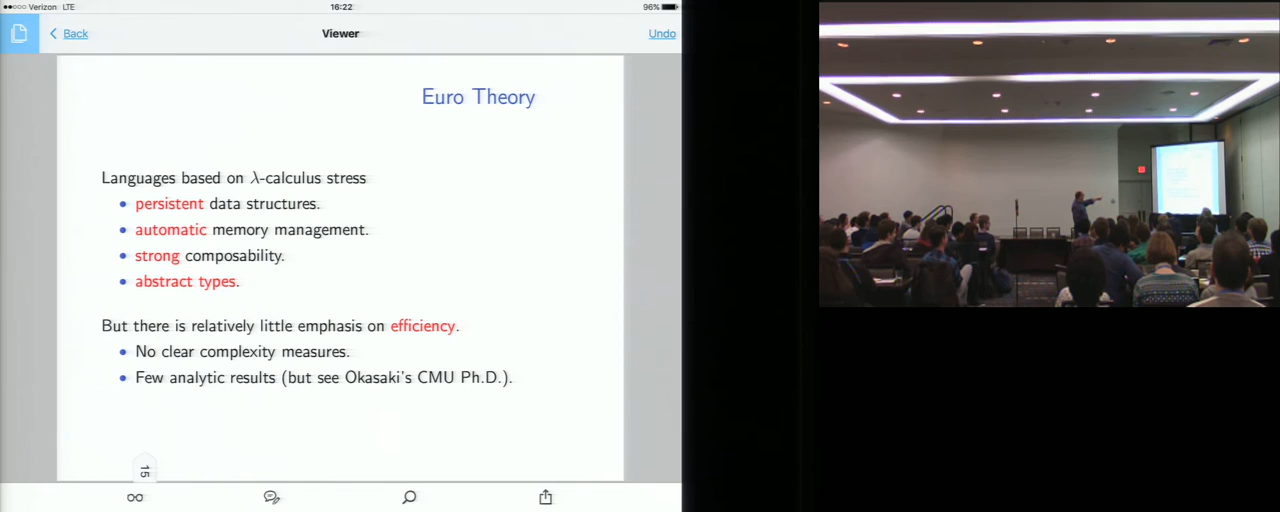 ●●○○○ Verizon LTE 16:22 96%
Back Viewer Undo
Euro Theory
Languages based on λ-calculus stress
• persistent data structures.
• automatic memory management.
• strong composability.
• abstract types.
But there is relatively little emphasis on efficiency.
• No clear complexity measures.
• Few analytic results (but see Okasaki's CMU Ph.D.).
15